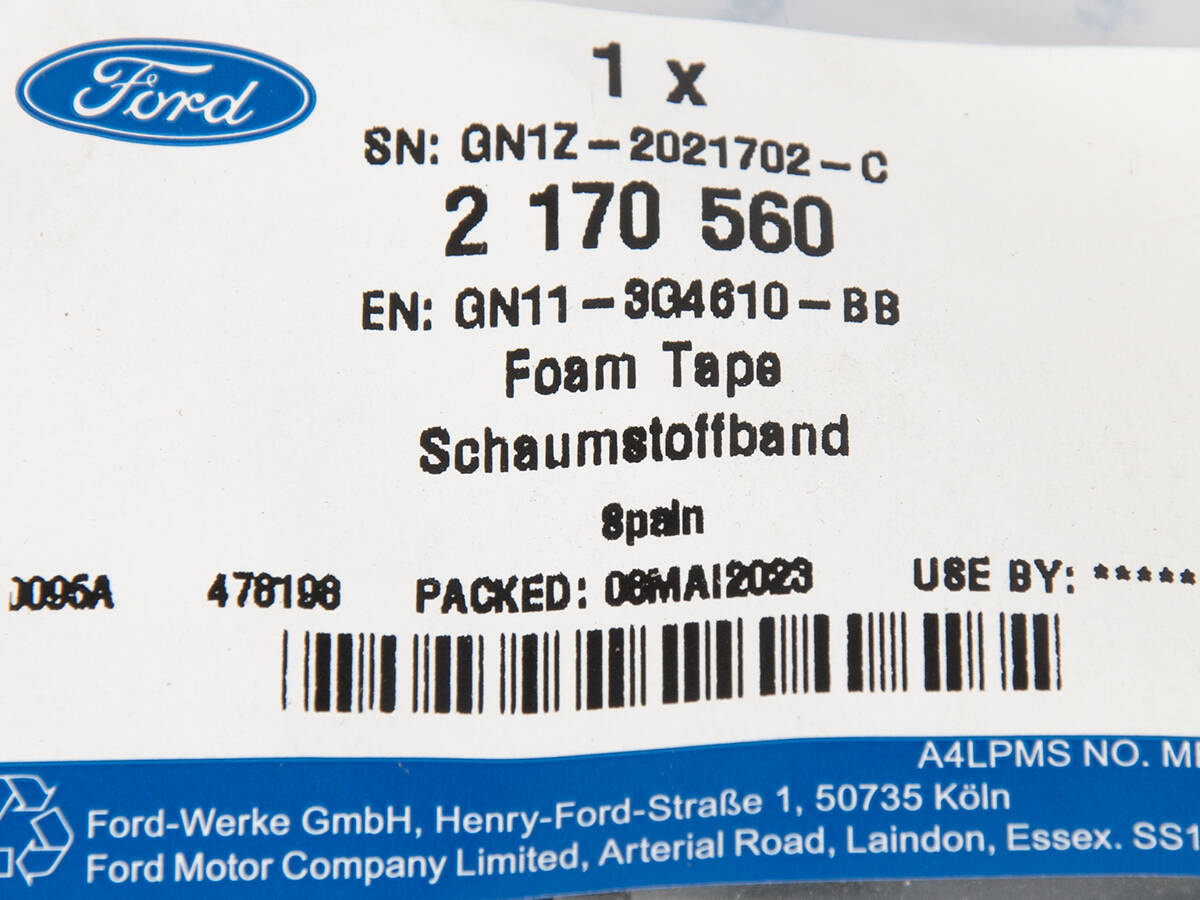 Ford
1 x
SN: GN1Z-2021702-C
2 170 560
EN: GN11-3G4610-BB
Foam Tape
Schaumstoffband
Spain
478198 PACKED: 08MAI2023 USE BY: *****
A4LPMS NO.
Ford-Werke GmbH, Henry-Ford-Straße 1, 50735 Köln
Ford Motor Company Limited, Arterial Road, Laindon, Essex.